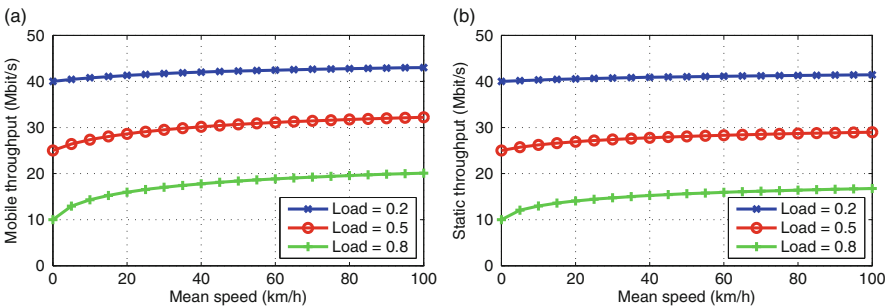 (a)
50
40
30
20
10
0
Mobile throughput (Mbit/s)
0 20 40 60 80 100
Mean speed (km/h)
Load = 0.2
Load = 0.5
Load = 0.8
(b)
50
40
30
20
10
0
Static throughput (Mbit/s)
0 20 40 60 80 100
Mean speed (km/h)
Load = 0.2
Load = 0.5
Load = 0.8